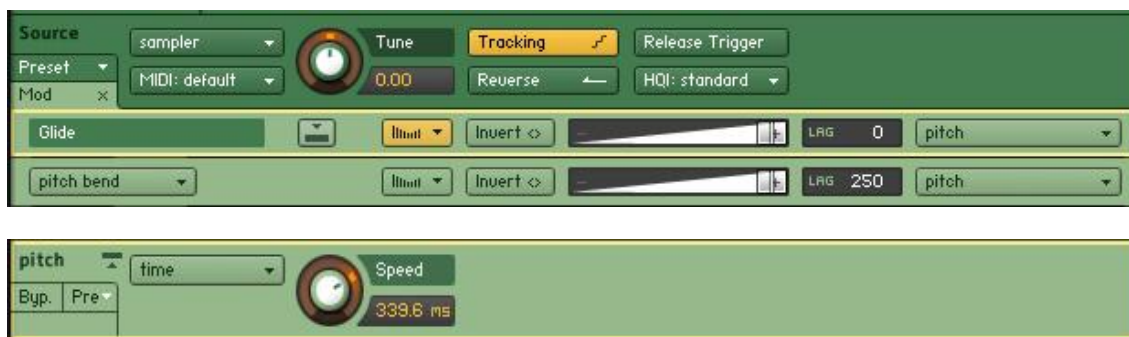 Source sampler Tune Tracking Release Trigger
Preset MIDI: default 0.00 Reverse HQI: standard
Mod ×
Glide Invert <> LAG 0 pitch
pitch bend Invert <> LAG 250 pitch
pitch time Speed
Byp. Pre 339.6 ms